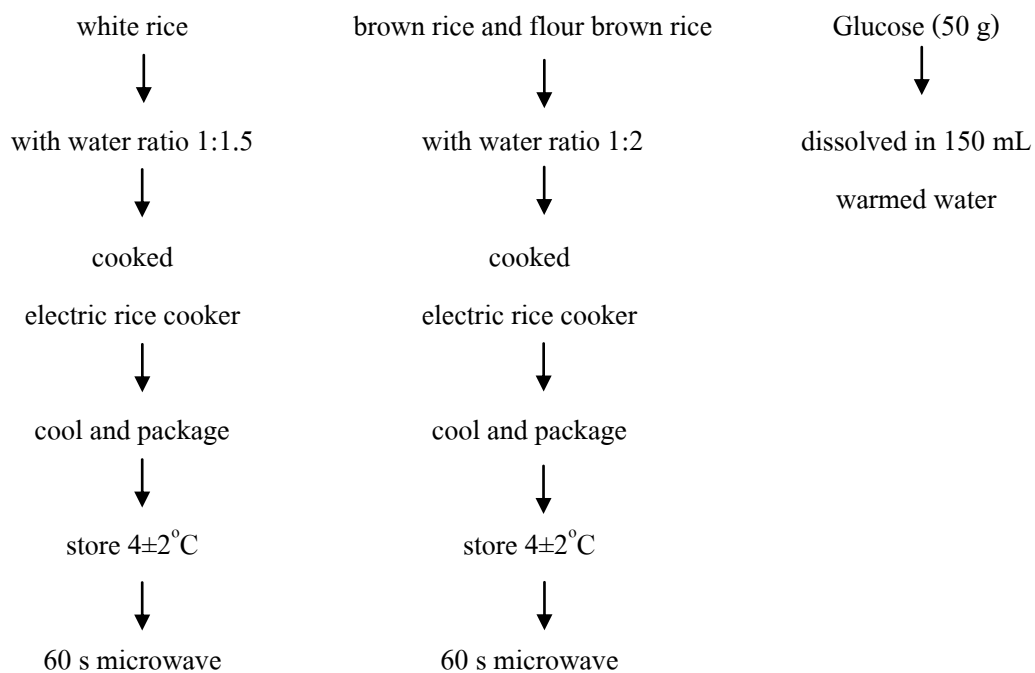 white rice
with water ratio 1:1.5
cooked
electric rice cooker
cool and package
store 4±2°C
60 s microwave
brown rice and flour brown rice
with water ratio 1:2
cooked
electric rice cooker
cool and package
store 4±2°C
60 s microwave
Glucose (50 g)
dissolved in 150 mL
warmed water